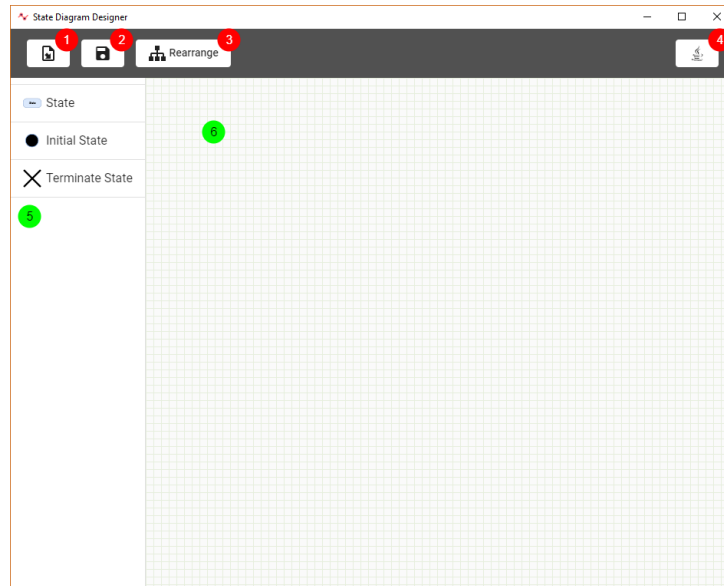 State Diagram Designer
1
2
Rearrange
3
4
State
Initial State
Terminate State
5
6